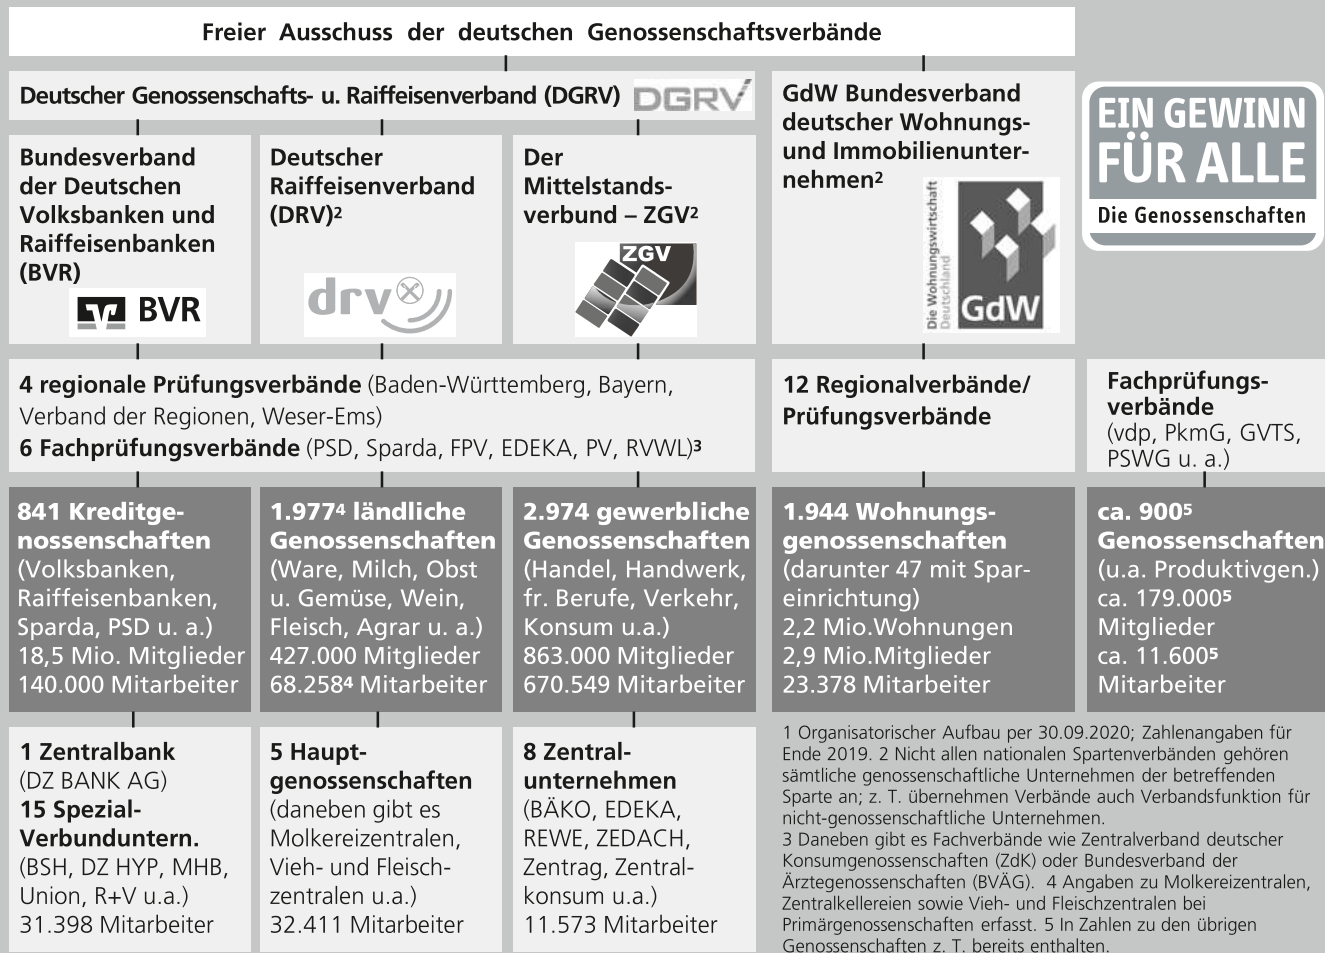 Freier Ausschuss der deutschen Genossenschaftsverbände
Deutscher Genossenschafts- u. Raiffeisenverband (DGRV)
DGRV
Bundesverband
der Deutschen
Volksbanken und
Raiffeisenbanken
(BVR)
BVR
Deutscher
Raiffeisenverband
(DRV)2
drv
Der
Mittelstands-
verbund – ZGV2
ZGV
GdW Bundesverband
deutscher Wohnungs-
und Immobilienunter-
nehmen2
Die Wohnungswirtschaft
Deutschland
GdW
EIN GEWINN
FÜR ALLE
Die Genossenschaften
4 regionale Prüfungsverbände (Baden-Württemberg, Bayern,
Verband der Regionen, Weser-Ems)
6 Fachprüfungsverbände (PSD, Sparda, FPV, EDEKA, PV, RVWL)3
12 Regionalverbände/
Prüfungsverbände
Fachprüfungs-
verbände
(vdp, PkmG, GVTS,
PSWG u. a.)
841 Kreditge-
nossenschaften
(Volksbanken,
Raiffeisenbanken,
Sparda, PSD u. a.)
18,5 Mio. Mitglieder
140.000 Mitarbeiter
1.9774 ländliche
Genossenschaften
(Ware, Milch, Obst
u. Gemüse, Wein,
Fleisch, Agrar u. a.)
427.000 Mitglieder
68.2584 Mitarbeiter
2.974 gewerbliche
Genossenschaften
(Handel, Handwerk,
fr. Berufe, Verkehr,
Konsum u.a.)
863.000 Mitglieder
670.549 Mitarbeiter
1.944 Wohnungs-
genossenschaften
(darunter 47 mit Spar-
einrichtung)
2,2 Mio.Wohnungen
2,9 Mio.Mitglieder
23.378 Mitarbeiter
ca. 9005
Genossenschaften
(u.a. Produktivgen.)
ca. 179.0005
Mitglieder
ca. 11.6005
Mitarbeiter
1 Zentralbank
(DZ BANK AG)
15 Spezial-
Verbunduntern.
(BSH, DZ HYP, MHB,
Union, R+V u.a.)
31.398 Mitarbeiter
5 Haupt-
genossenschaften
(daneben gibt es
Molkereizentralen,
Vieh- und Fleisch-
zentralen u.a.)
32.411 Mitarbeiter
8 Zentral-
unternehmen
(BÄKO, EDEKA,
REWE, ZEDACH,
Zentrag, Zentral-
konsum u.a.)
11.573 Mitarbeiter
1 Organisatorischer Aufbau per 30.09.2020; Zahlenangaben für
Ende 2019. 2 Nicht allen nationalen Spartenverbänden gehören
sämtliche genossenschaftliche Unternehmen der betreffenden
Sparte an; z. T. übernehmen Verbände auch Verbandsfunktion für
nicht-genossenschaftliche Unternehmen.
3 Daneben gibt es Fachverbände wie Zentralverband deutscher
Konsumgenossenschaften (ZdK) oder Bundesverband der
Ärztegenossenschaften (BVÄG). 4 Angaben zu Molkereizentralen,
Zentralkellereien sowie Vieh- und Fleischzentralen bei
Primärgenossenschaften erfasst. 5 In Zahlen zu den übrigen
Genossenschaften z. T. bereits enthalten.